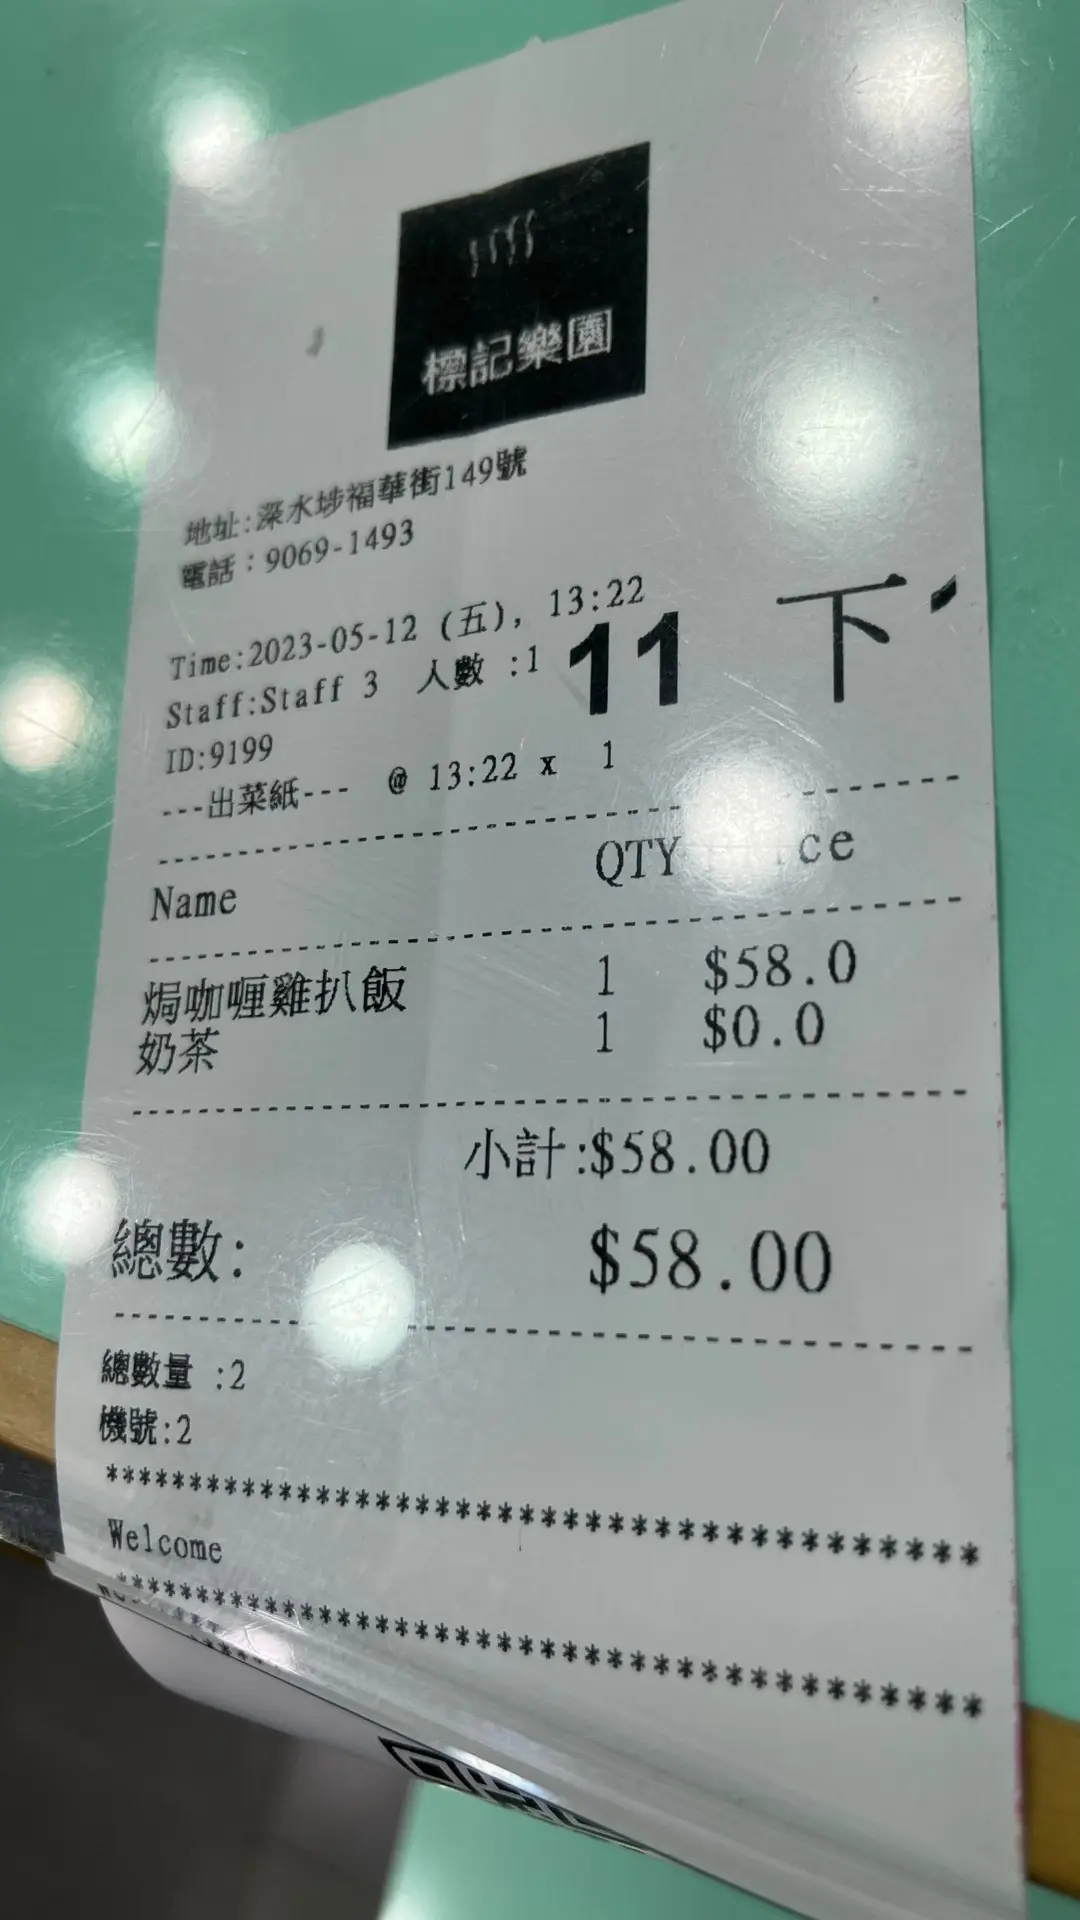 標記樂園
地址:深水埗福華街149號
電話：9069-1493
Time:2023-05-12 (五), 13:22
Staff:Staff 3 人數 :1 11 下
ID:9199
---出菜紙--- @ 13:22 x 1
Name QTY
焗咖喱雞扒飯 1 $58.0
奶茶 1 $0.0
小計:$58.00
總數: $58.00
總數量 :2
機號:2
****************************************
Welcome
****************************************